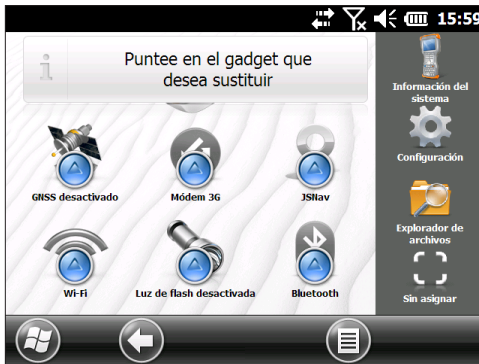 15:59
Puntee en el gadget que
desea sustituir
Información del
sistema
GNSS desactivado
Módem 3G
JSNav
Configuración
Wi-Fi
Luz de flash desactivada
Bluetooth
Explorador de
archivos
Sin asignar